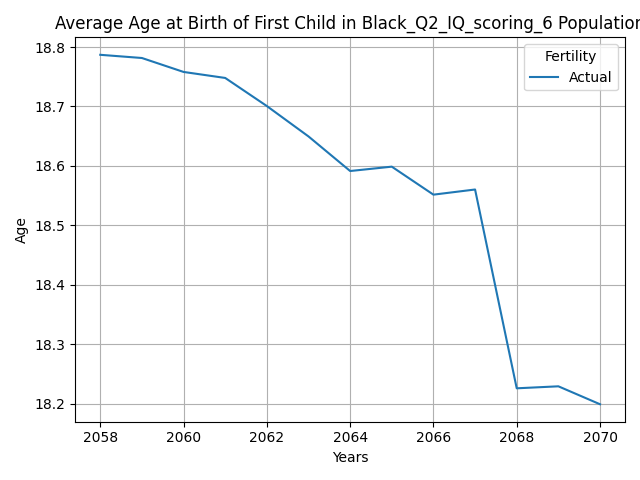 Average Age at Birth of First Child in Black_Q2_IQ_scoring_6 Population
18.8
18.7
18.6
18.5
18.4
18.3
18.2
Age
Fertility
Actual
2058
2060
2062
2064
2066
2068
2070
Years